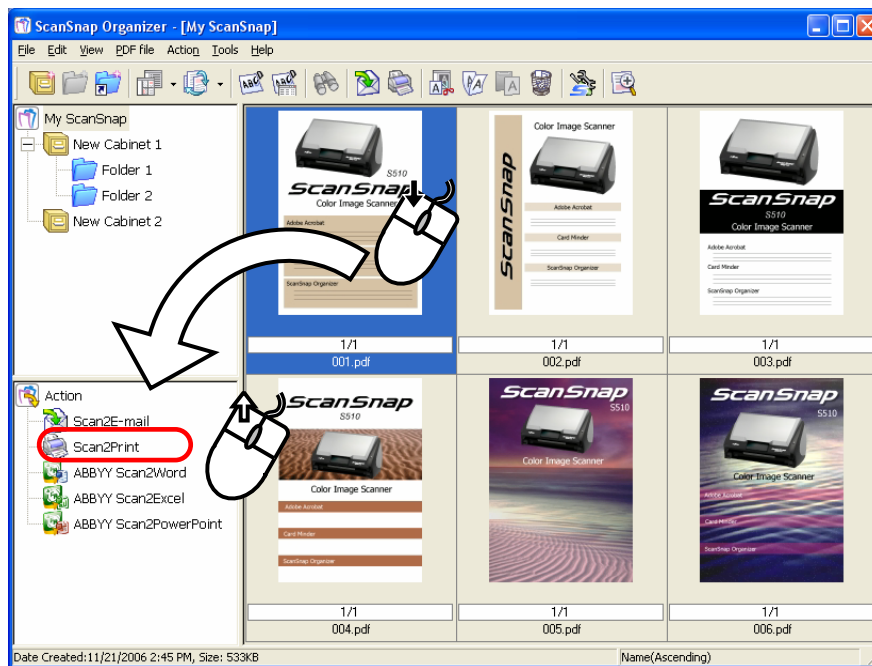 ScanSnap Organizer - [My ScanSnap]
File Edit View PDF file Action Tools Help
My ScanSnap
New Cabinet 1
Folder 1
Folder 2
New Cabinet 2
S510
ScanSnap
Color Image Scanner
Adobe Acrobat
ScanSnap Organizer
1/1
001.pdf
Color Image Scanner
ScanSnap
Adobe Acrobat
Card Minder
ScanSnap Organizer
1/1
002.pdf
ScanSnap
S510
Color Image Scanner
Adobe Acrobat
Card Minder
ScanSnap Organizer
1/1
003.pdf
Action
Scan2E-mail
Scan2Print
ABBYY Scan2Word
ABBYY Scan2Excel
ABBYY Scan2PowerPoint
ScanSnap
S510
Color Image Scanner
Adobe Acrobat
Card Minder
ScanSnap Organizer
1/1
004.pdf
ScanSnap
S510
Color Image Scanner
1/1
005.pdf
ScanSnap
S510
Color Image Scanner
Adobe Acrobat
Card Minder
ScanSnap Organizer
1/1
006.pdf
Date Created:11/21/2006 2:45 PM, Size: 533KB
Name(Ascending)